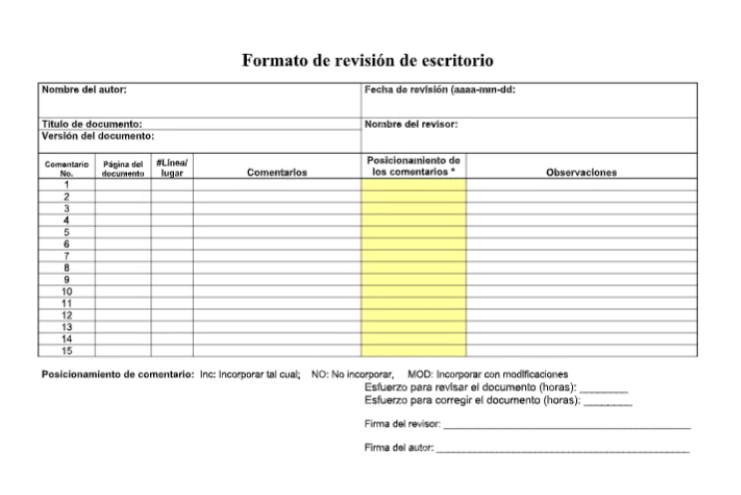 Formato de revisión de escritorio
Nombre del autor:
Fecha de revisión (aaaa-mm-dd:
Título de documento:
Nombre del revisor:
Versión del documento:
Comentario No.
Página del documento
#Línea/ lugar
Comentarios
Posicionamiento de los comentarios *
Observaciones
1
2
3
4
5
6
7
8
9
10
11
12
13
14
15
Posicionamiento de comentario: Inc: Incorporar tal cual; NO: No incorporar, MOD: Incorporar con modificaciones
Esfuerzo para revisar el documento (horas): ________
Esfuerzo para corregir el documento (horas): ________
Firma del revisor: ________
Firma del autor: ________